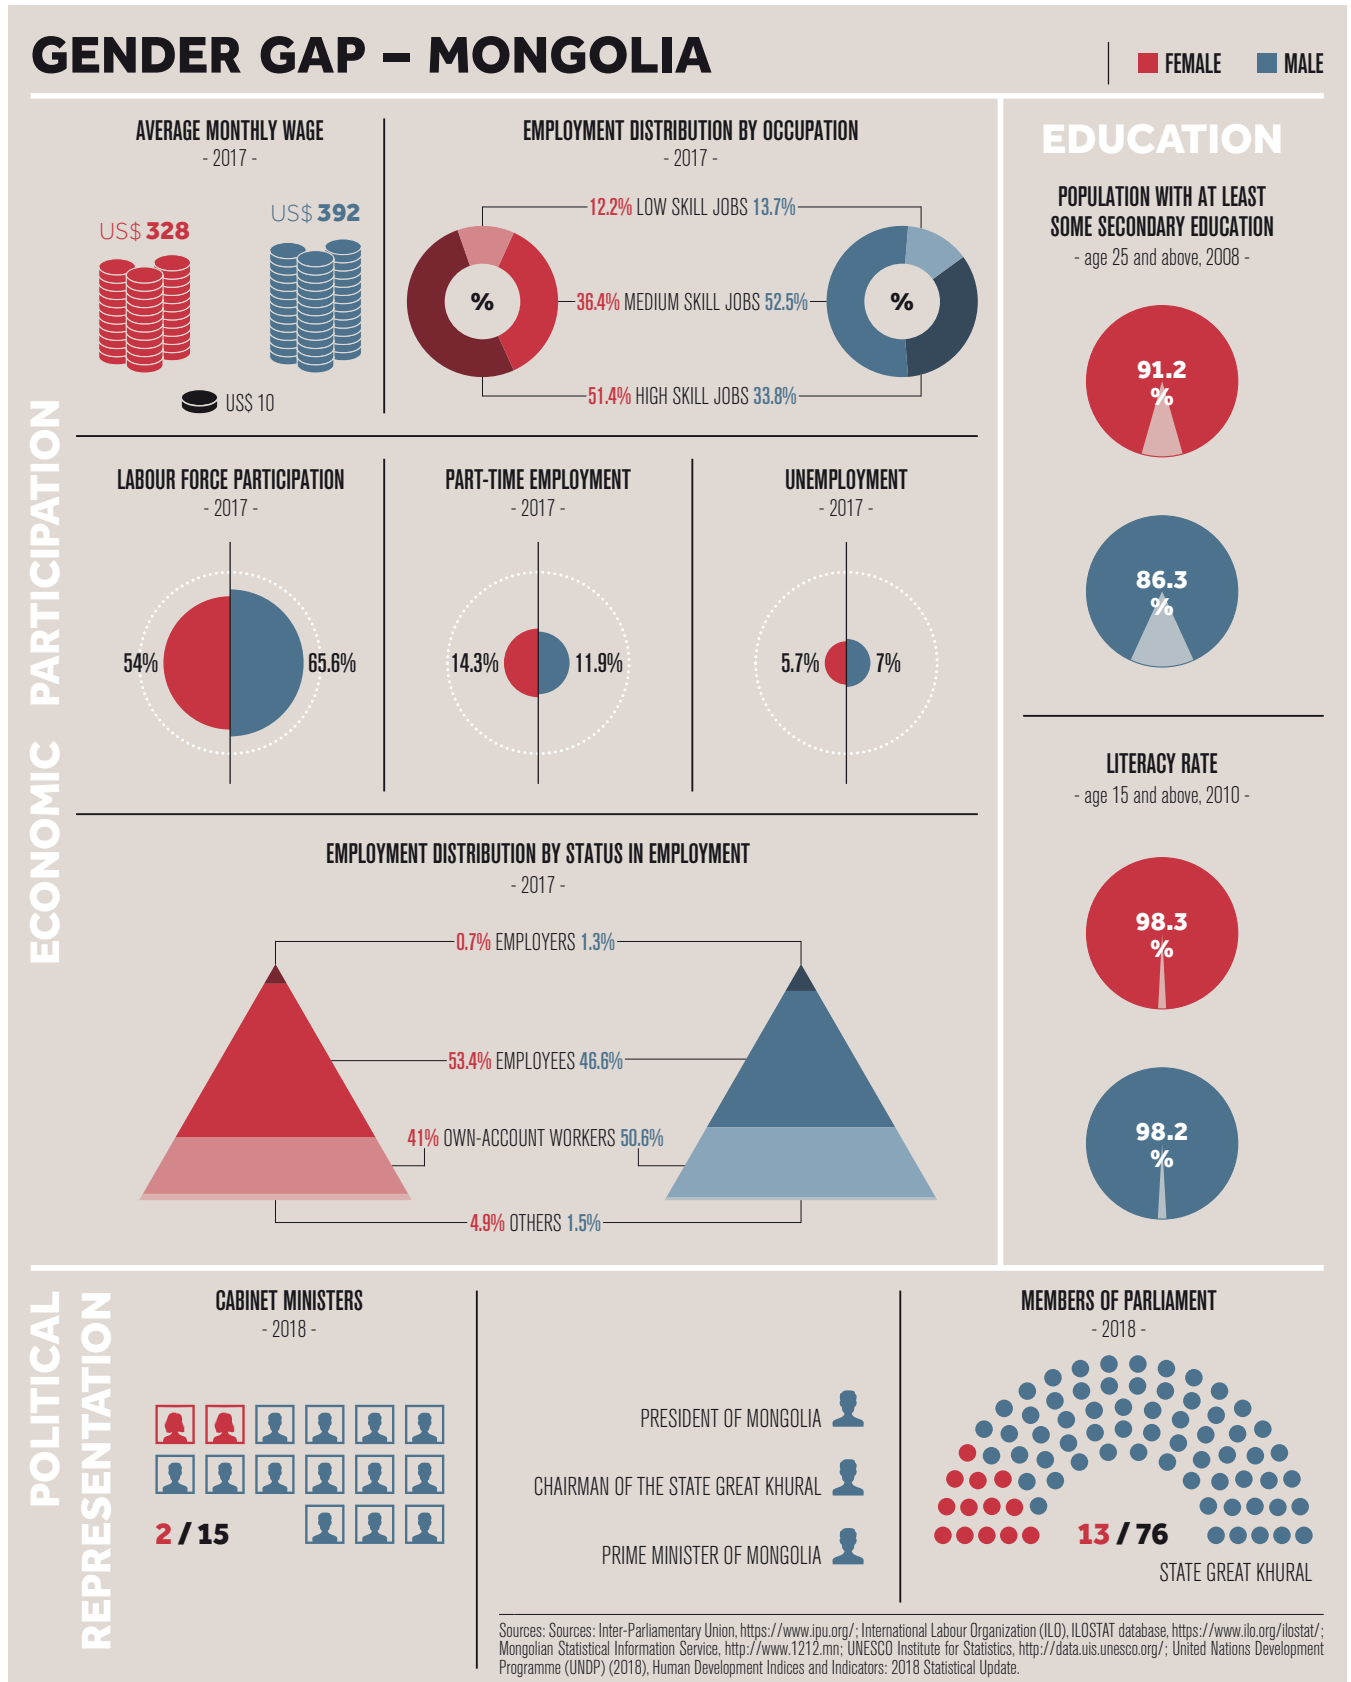 GENDER GAP – MONGOLIA
FEMALE
MALE
ECONOMIC PARTICIPATION
AVERAGE MONTHLY WAGE
- 2017 -
US$ 328
US$ 392
US$ 10
EMPLOYMENT DISTRIBUTION BY OCCUPATION
- 2017 -
12.2% LOW SKILL JOBS 13.7%
%
36.4% MEDIUM SKILL JOBS 52.5%
%
51.4% HIGH SKILL JOBS 33.8%
LABOUR FORCE PARTICIPATION
- 2017 -
54%
65.6%
PART-TIME EMPLOYMENT
- 2017 -
14.3%
11.9%
UNEMPLOYMENT
- 2017 -
5.7%
7%
EMPLOYMENT DISTRIBUTION BY STATUS IN EMPLOYMENT
- 2017 -
0.7% EMPLOYERS 1.3%
53.4% EMPLOYEES 46.6%
41% OWN-ACCOUNT WORKERS 50.6%
4.9% OTHERS 1.5%
EDUCATION
POPULATION WITH AT LEAST
SOME SECONDARY EDUCATION
- age 25 and above, 2008 -
91.2
%
86.3
%
LITERACY RATE
- age 15 and above, 2010 -
98.3
%
98.2
%
POLITICAL
REPRESENTATION
CABINET MINISTERS
- 2018 -
2 / 15
PRESIDENT OF MONGOLIA
CHAIRMAN OF THE STATE GREAT KHURAL
PRIME MINISTER OF MONGOLIA
MEMBERS OF PARLIAMENT
- 2018 -
13 / 76
STATE GREAT KHURAL
Sources: Sources: Inter-Parliamentary Union, https://www.ipu.org/; International Labour Organization (ILO), ILOSTAT database, https://www.ilo.org/ilostat/;
Mongolian Statistical Information Service, http://www.1212.mn; UNESCO Institute for Statistics, http://data.uis.unesco.org/; United Nations Development
Programme (UNDP) (2018), Human Development Indices and Indicators: 2018 Statistical Update.